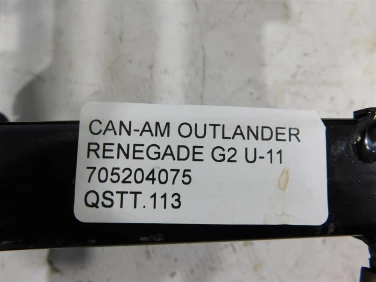 CAN-AM OUTLANDER
RENEGADE G2 U-11
705204075
QSTT.113